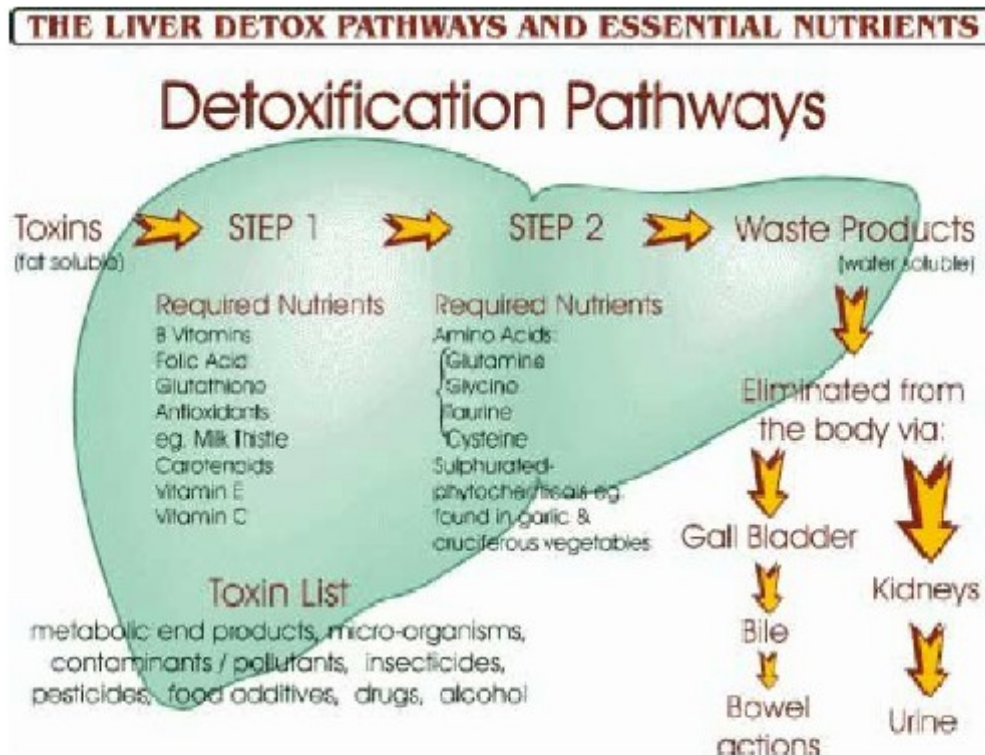 THE LIVER DETOX PATHWAYS AND ESSENTIAL NUTRIENTS
Detoxification Pathways
Toxins
(fat soluble)
STEP 1
STEP 2
Waste Products
(water soluble)
Required Nutrients
B Vitamins
Folic Acid
Glutathione
Antioxidants
eg. Milk Thistle
Carotenoids
Vitamin E
Vitamin C
Required Nutrients
Amino Acids:
Glutamine
Glycine
Taurine
Cysteine
Sulphurated-
phytochemicals eg.
found in garlic &
cruciferous vegetables
Eliminated from
the body via:
Gall Bladder
Bile
Bowel
actions
Kidneys
Urine
Toxin List
metabolic end products, micro-organisms,
contaminants / pollutants, insecticides,
pesticides, food additives, drugs, alcohol